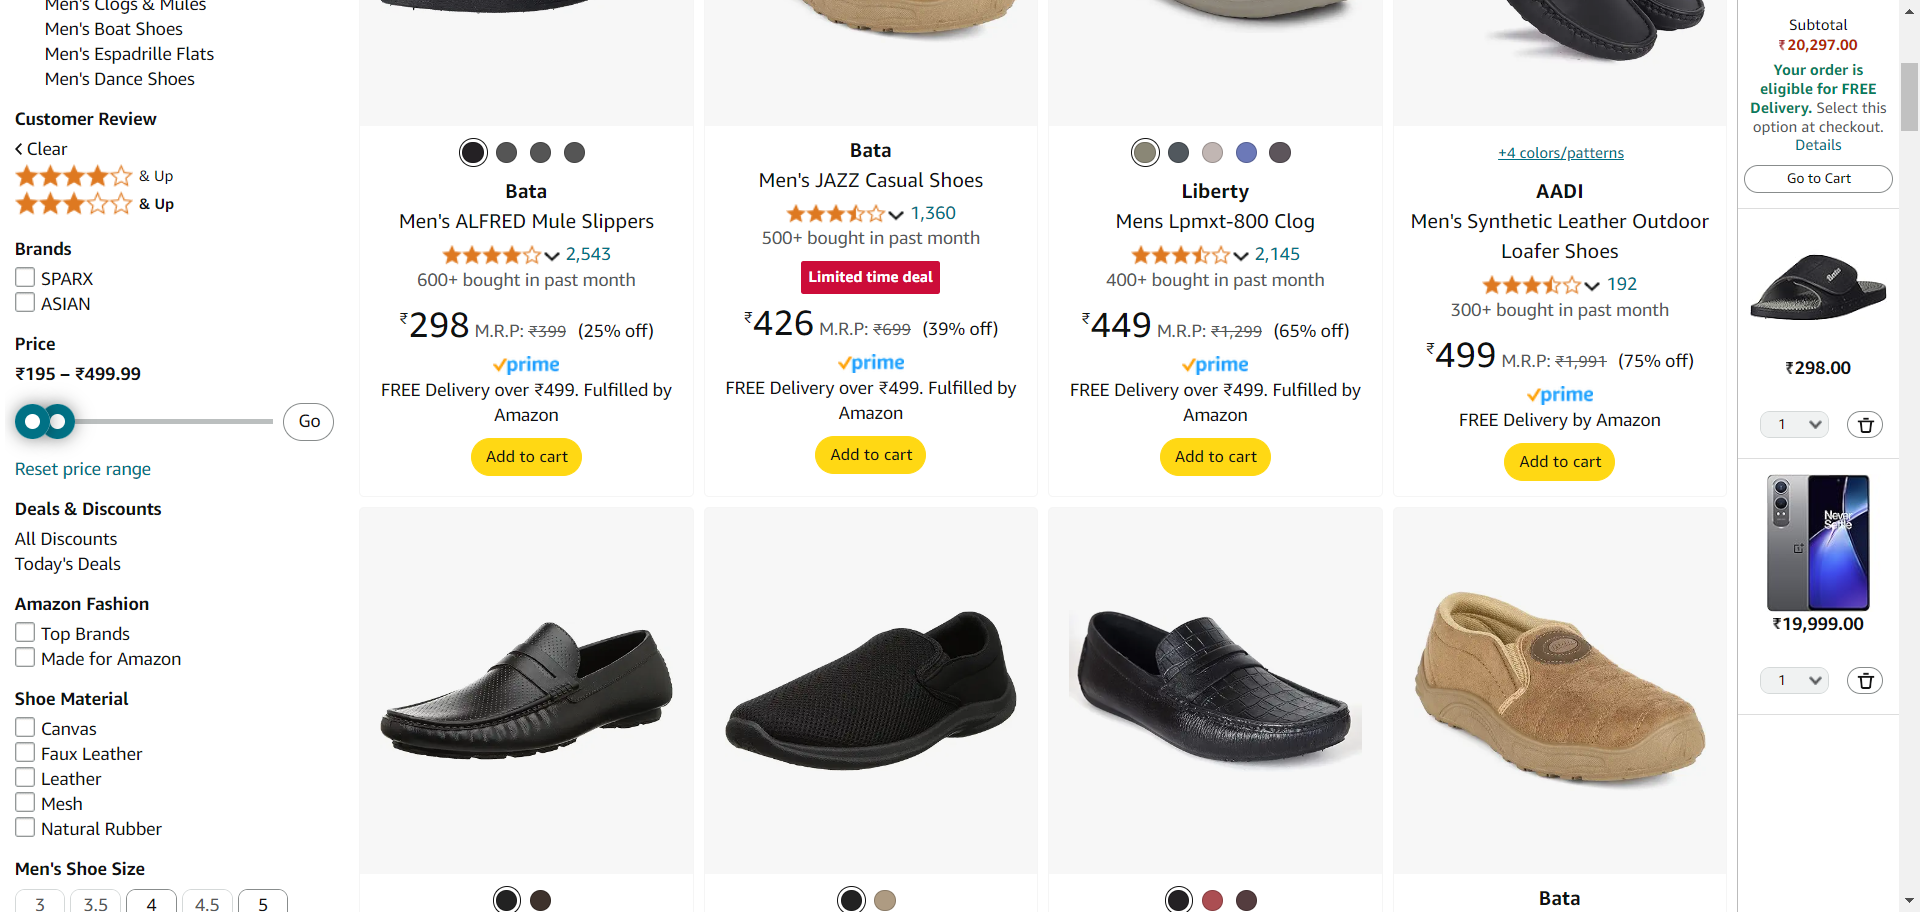 Men's Clogs & Mules
Men's Boat Shoes
Men's Espadrille Flats
Men's Dance Shoes
Customer Review
Clear
& Up
& Up
Brands
SPARX
ASIAN
Price
₹195 – ₹499.99
Go
Reset price range
Deals & Discounts
All Discounts
Today's Deals
Amazon Fashion
Top Brands
Made for Amazon
Shoe Material
Canvas
Faux Leather
Leather
Mesh
Natural Rubber
Men's Shoe Size
3 3.5 4 4.5 5
Bata
Men's ALFRED Mule Slippers
2,543
600+ bought in past month
₹298 M.R.P: ₹399 (25% off)
prime
FREE Delivery over ₹499. Fulfilled by
Amazon
Add to cart
Bata
Men's JAZZ Casual Shoes
1,360
500+ bought in past month
Limited time deal
₹426 M.R.P: ₹699 (39% off)
prime
FREE Delivery over ₹499. Fulfilled by
Amazon
Add to cart
Liberty
Mens Lpmxt-800 Clog
2,145
400+ bought in past month
₹449 M.R.P: ₹1,299 (65% off)
prime
FREE Delivery over ₹499. Fulfilled by
Amazon
Add to cart
+4 colors/patterns
AADI
Men's Synthetic Leather Outdoor
Loafer Shoes
192
300+ bought in past month
₹499 M.R.P: ₹1,991 (75% off)
prime
FREE Delivery by Amazon
Add to cart
Bata
Subtotal
₹20,297.00
Your order is
eligible for FREE
Delivery. Select this
option at checkout.
Details
Go to Cart
Bata
₹298.00
1
Never
Settle
₹19,999.00
1